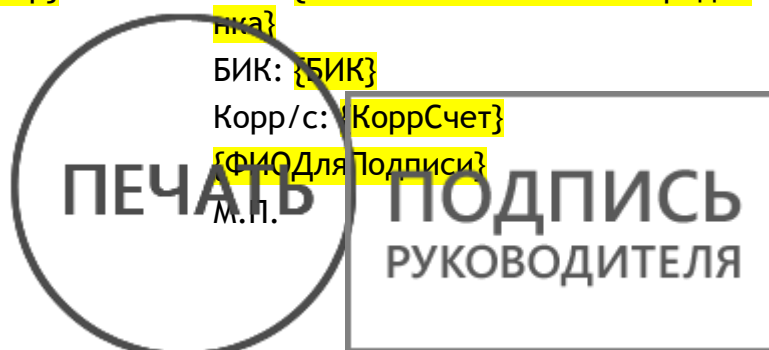 нка}
БИК: {БИК}
Корр/с: {КоррСчет}
{ФИОДляПодписи}
М.П.
ПЕЧАТЬ
ПОДПИСЬ
РУКОВОДИТЕЛЯ